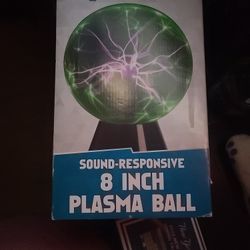 SOUND-RESPONSIVE
8 INCH
PLASMA BALL